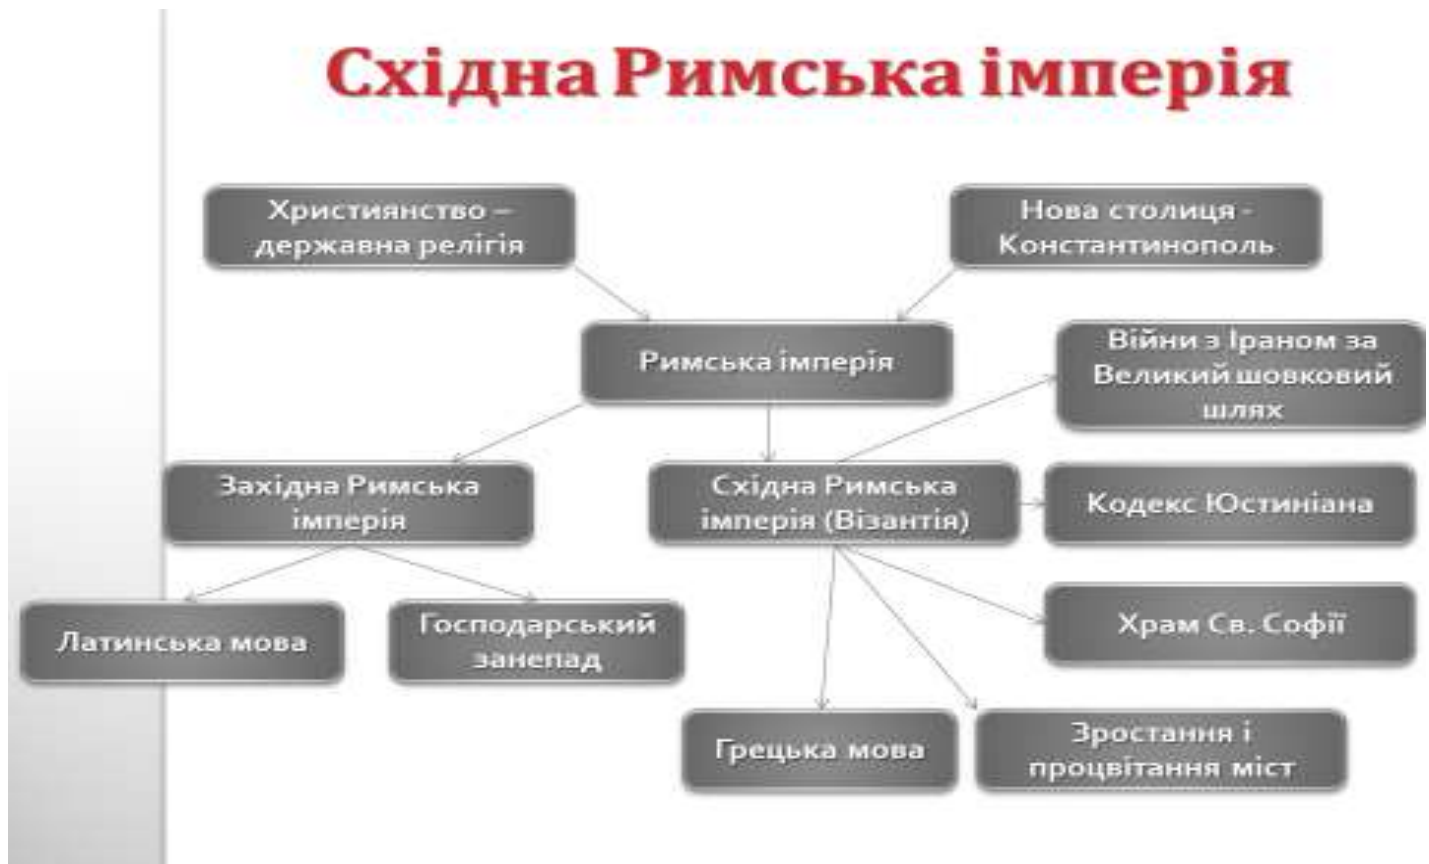 Східна Римська імперія
Християнство –
державна релігія
Нова столиця -
Константинополь
Римська імперія
Війни з Іраном за
Великий шовковий
шлях
Західна Римська
імперія
Східна Римська
імперія (Візантія)
Кодекс Юстиніана
Латинська мова
Господарський
занепад
Храм Св. Софії
Грецька мова
Зростання і
процвітання міст